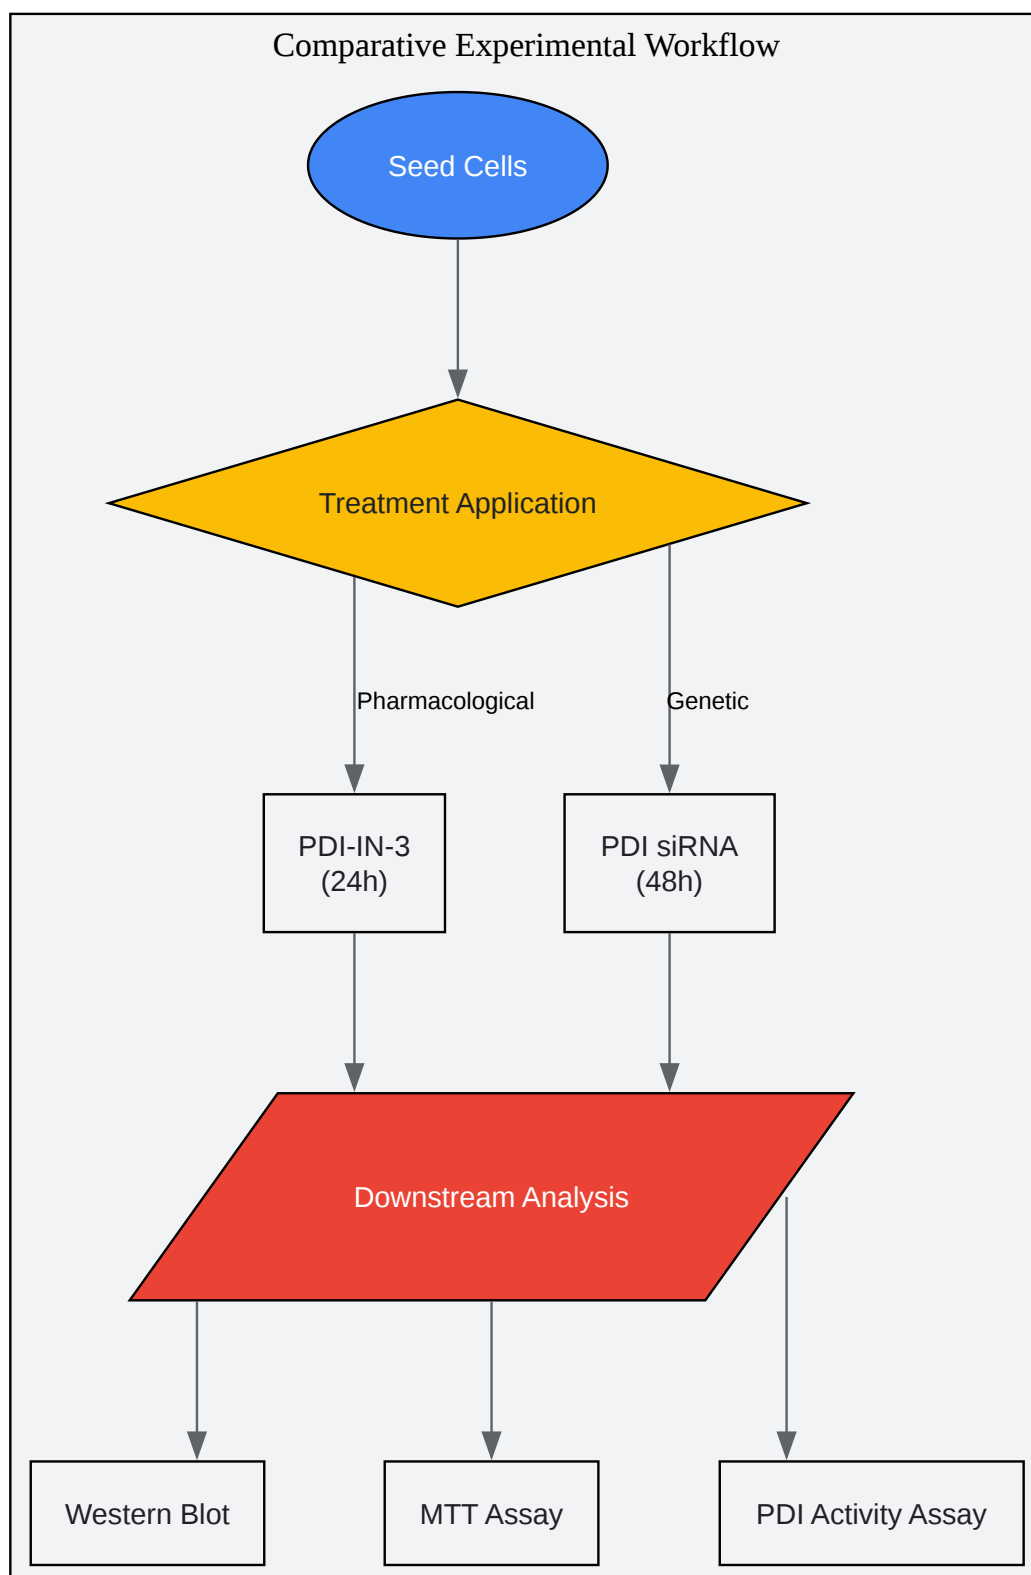 Comparative Experimental Workflow
Seed Cells
Treatment Application
Pharmacological
Genetic
PDI-IN-3
(24h)
PDI siRNA
(48h)
Downstream Analysis
Western Blot
MTT Assay
PDI Activity Assay